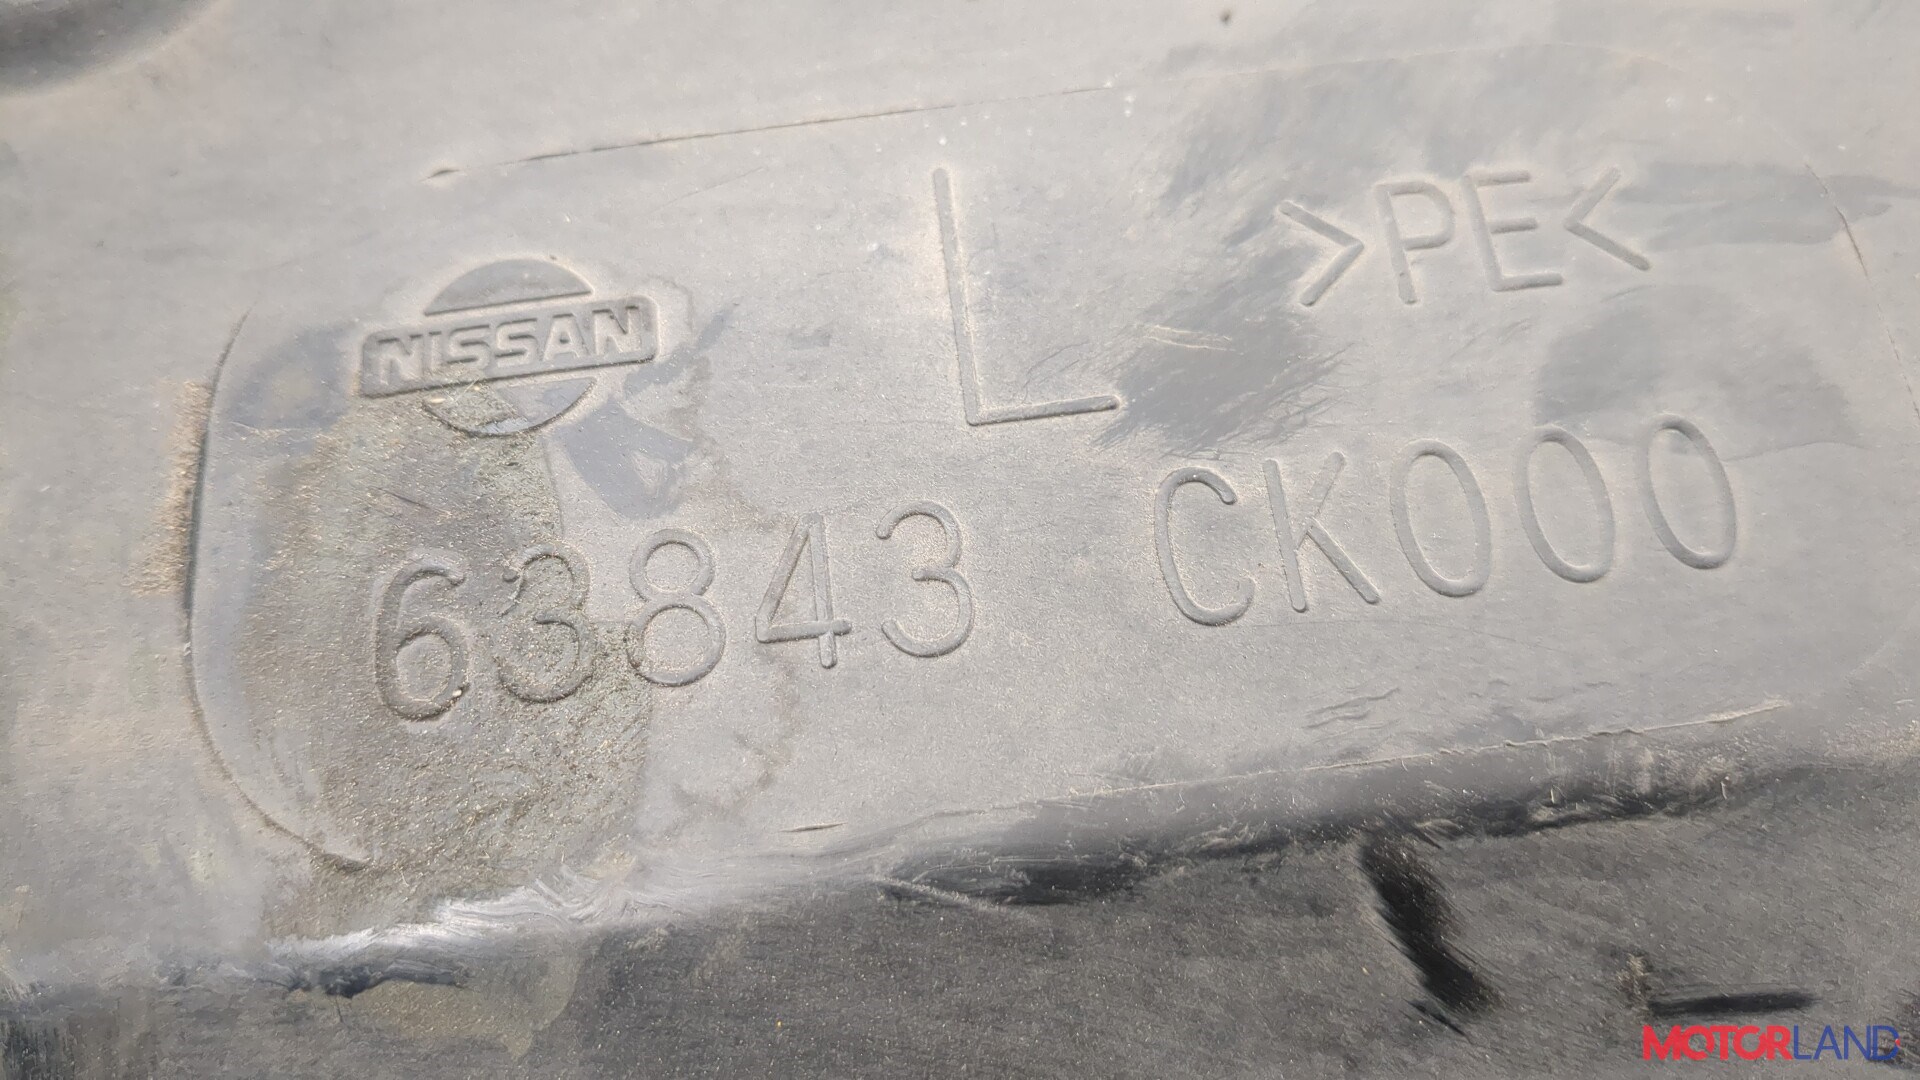 L >PE<
NISSAN
63843 CK000
MOTORLAND